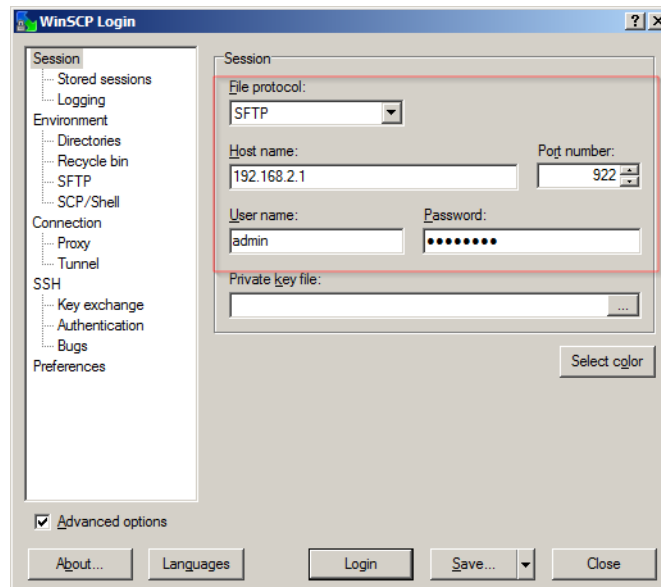 WinSCP Login
Session
Stored sessions
Logging
Environment
Directories
Recycle bin
SFTP
SCP/Shell
Connection
Proxy
Tunnel
SSH
Key exchange
Authentication
Bugs
Preferences
Session
File protocol:
SFTP
Host name:
Port number:
192.168.2.1
922
User name:
Password:
admin
••••••••
Private key file:
...
Select color
Advanced options
About...
Languages
Login
Save...
Close